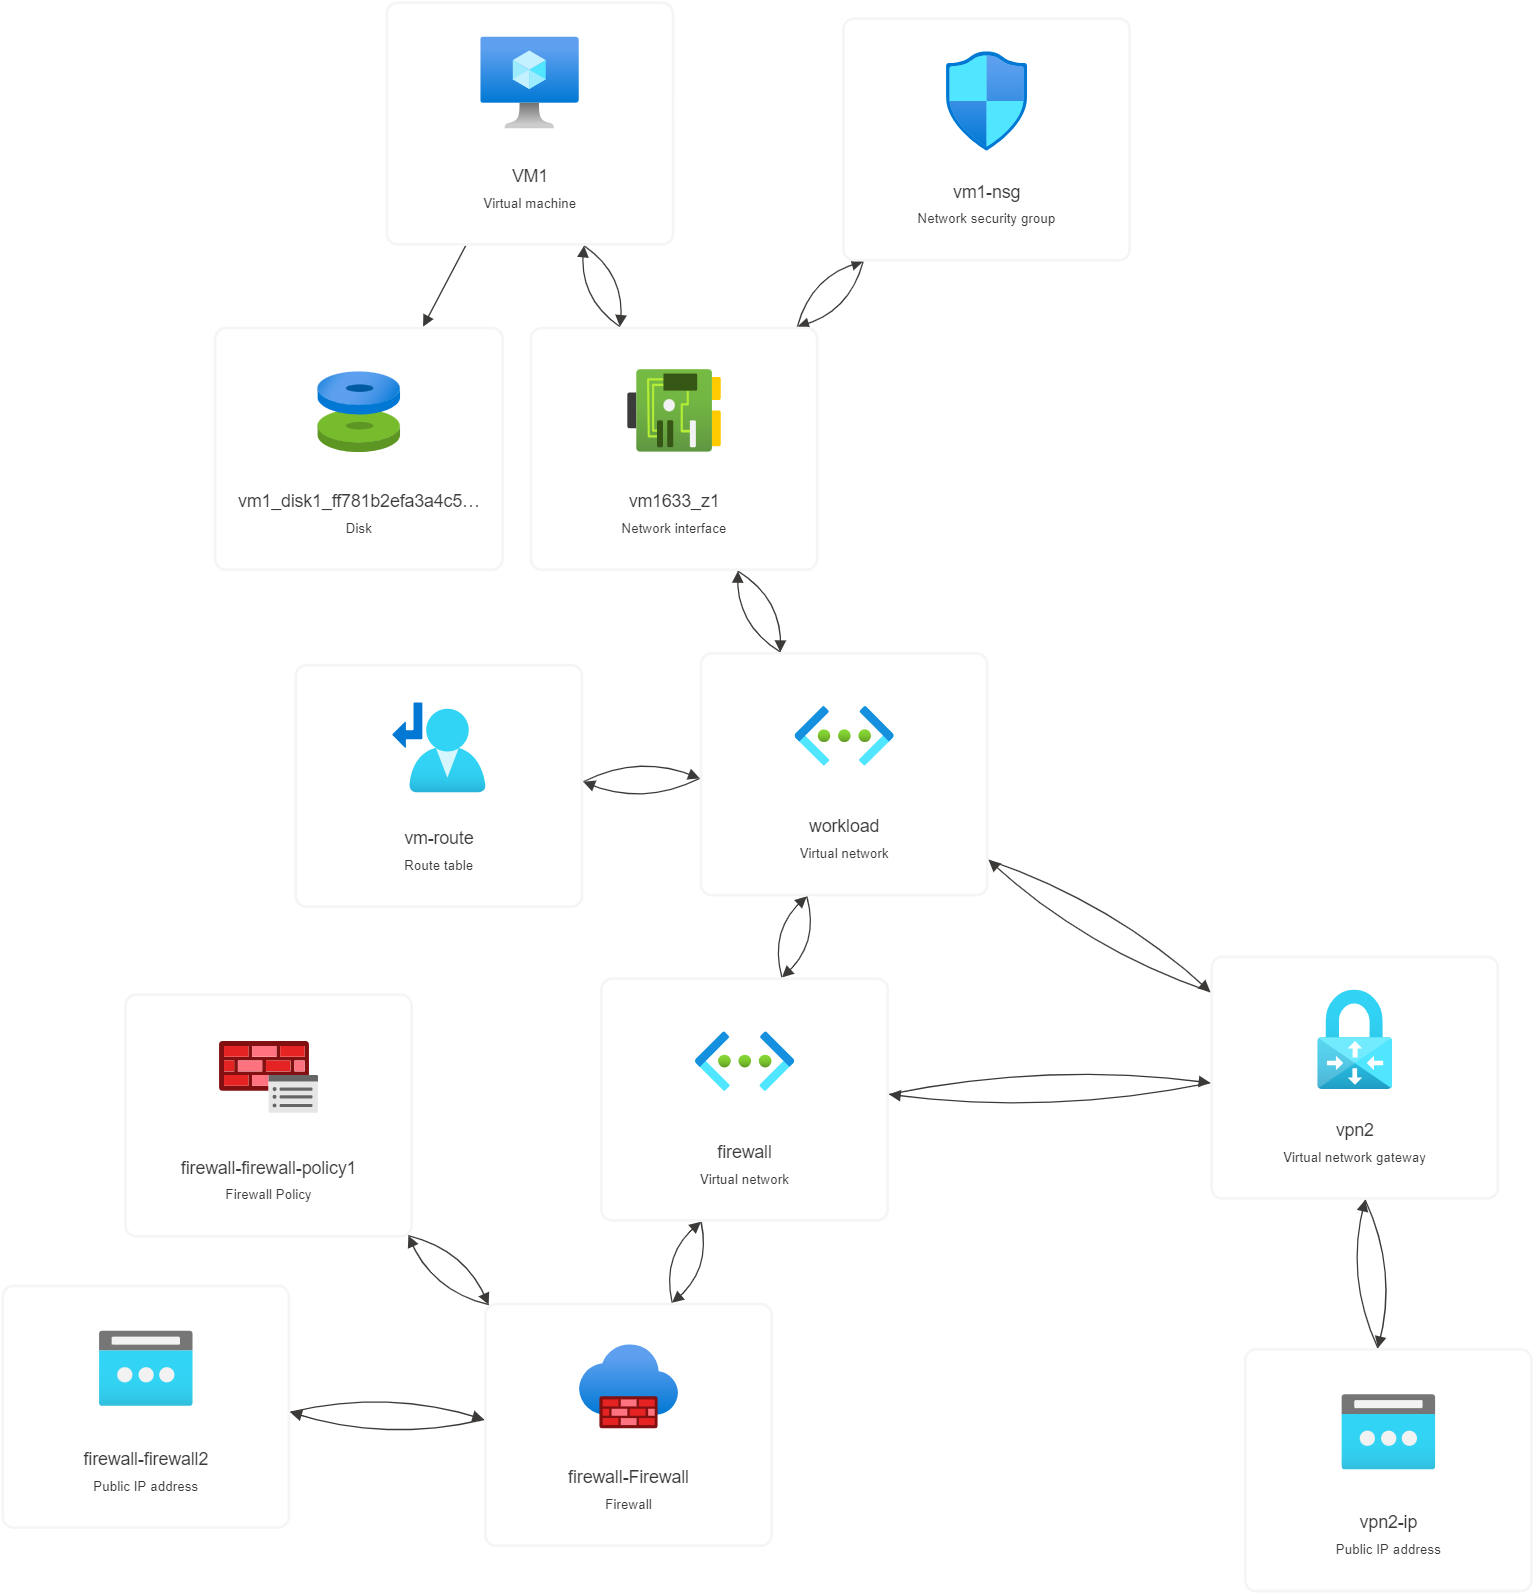 VM1
Virtual machine
vm1-nsg
Network security group
vm1_disk1_ff781b2efa3a4c5...
Disk
vm1633_z1
Network interface
vm-route
Route table
workload
Virtual network
firewall-firewall-policy1
Firewall Policy
firewall
Virtual network
vpn2
Virtual network gateway
firewall-firewall2
Public IP address
firewall-Firewall
Firewall
vpn2-ip
Public IP address